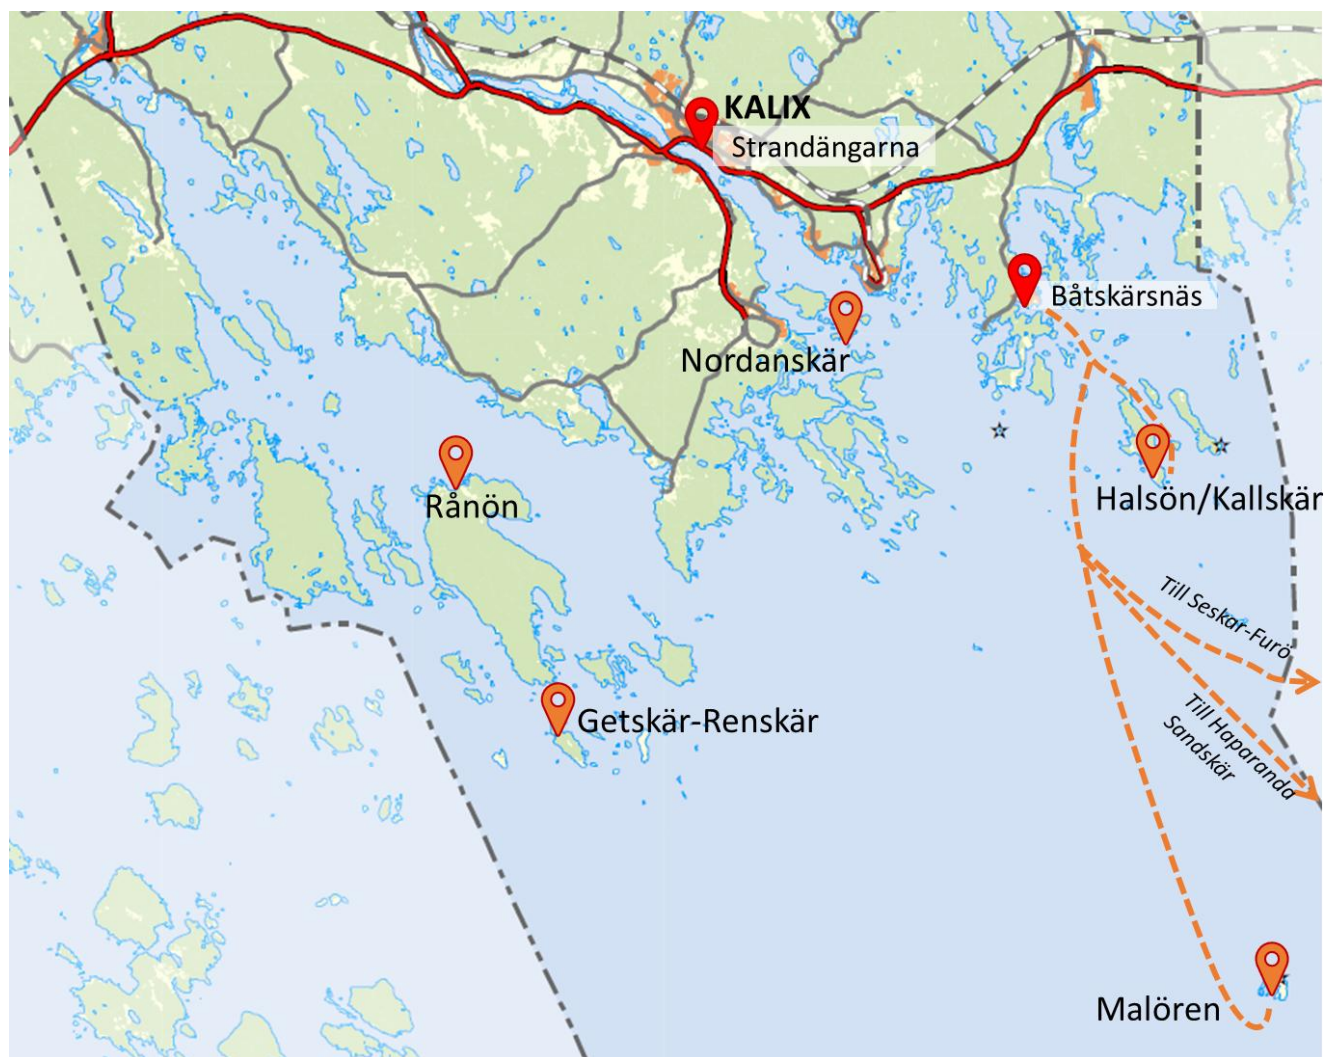 KALIX
Strandängarna
Båtskärsnäs
Nordanskär
Halsön/Kallskär
Rånön
Till Seskar-Furö
Getskär-Renskär
Till Haparanda
Sandskär
Malören